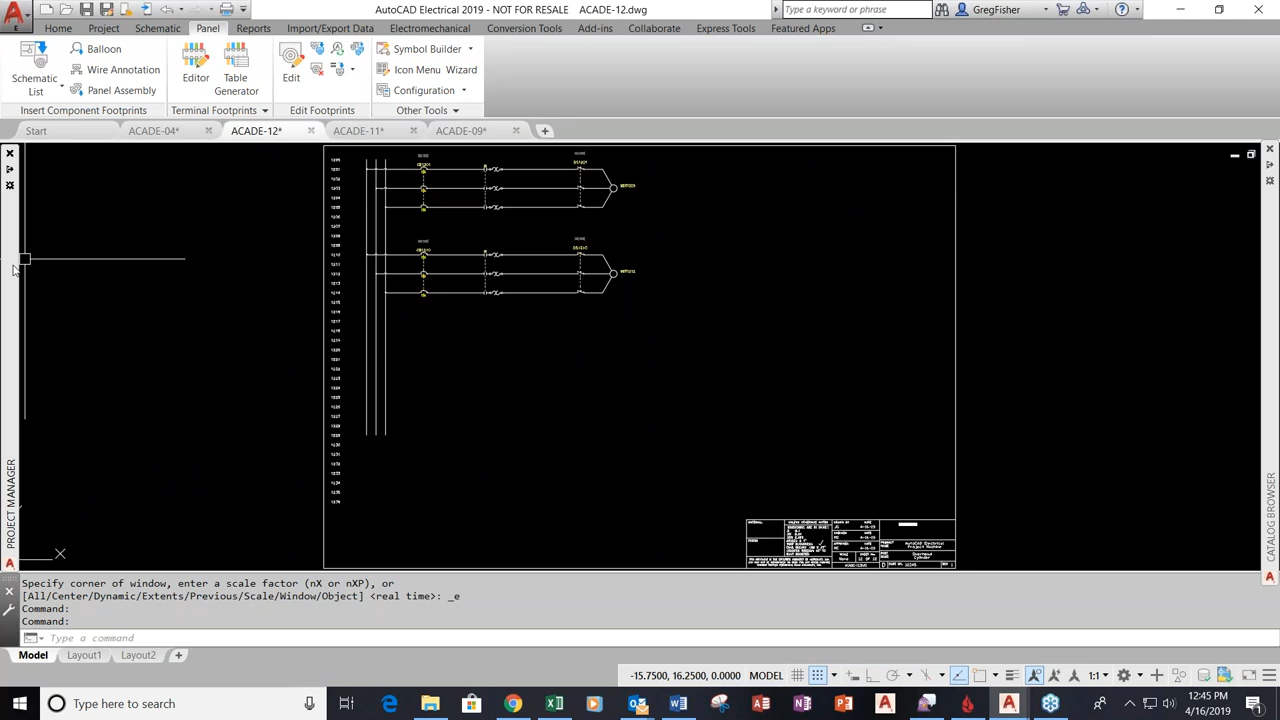 AutoCAD Electrical 2019 - NOT FOR RESALE ACADE-12.dwg
Type a keyword or phrase
GregFisher
Home Project Schematic Panel Reports Import/Export Data Electromechanical Conversion Tools Add-ins Collaborate Express Tools Featured Apps
Schematic
List
Balloon
Wire Annotation
Panel Assembly
Editor
Table
Generator
Edit
Symbol Builder
Icon Menu Wizard
Configuration
Insert Component Footprints
Terminal Footprints
Edit Footprints
Other Tools
Start
ACADE-04*
ACADE-12*
ACADE-11*
ACADE-09*
PROJECT MANAGER
CATALOG BROWSER
Specify corner of window, enter a scale factor (nX or nXP), or
[All/Center/Dynamic/Extents/Previous/Scale/Window/Object] <real time>: _e
Command:
Command:
Type a command
Model Layout1 Layout2
-15.7500, 16.2500, 0.0000 MODEL
1:1
Type here to search
12:45 PM
4/16/2019